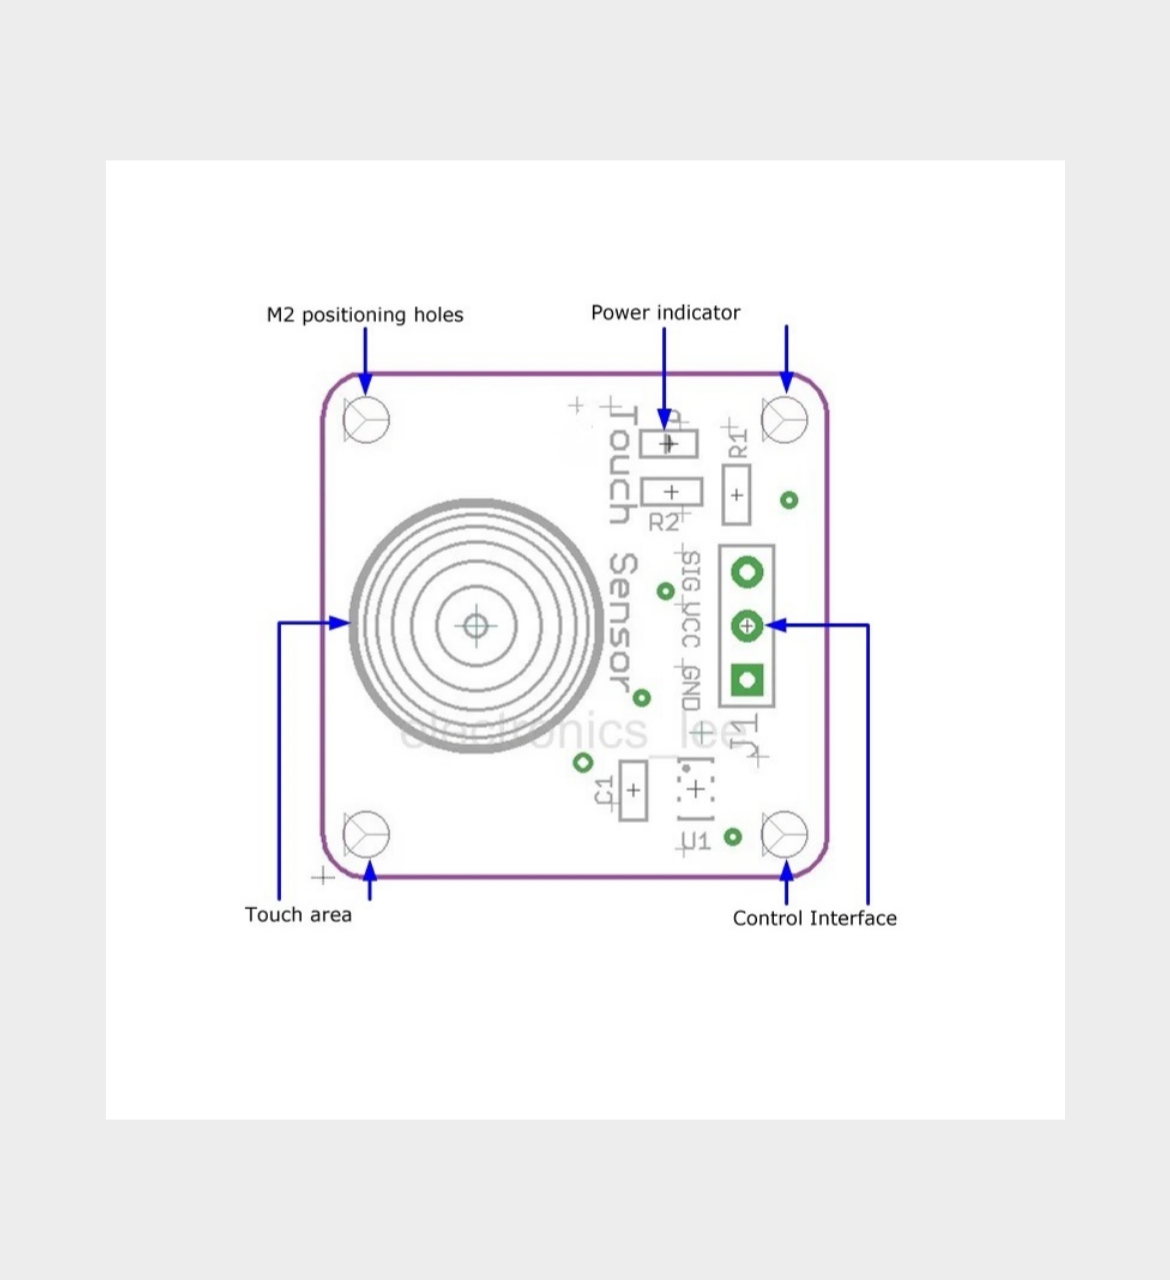 M2 positioning holes
Power indicator
Touch Sensor
R1
R2
SIG
VCC
GND
J1
electronics_lee
C1
U1
Touch area
Control Interface